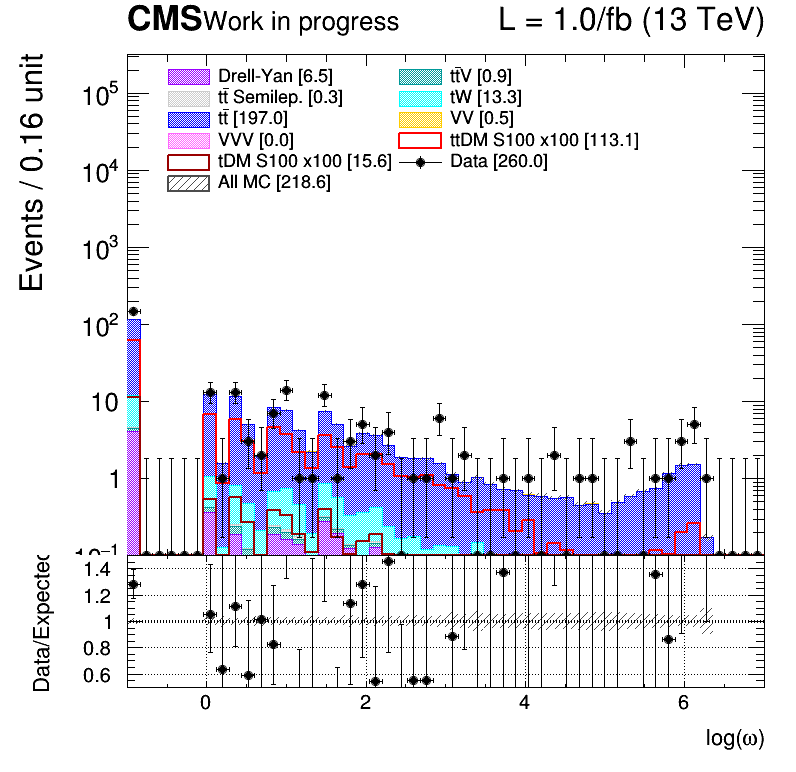 CMS Work in progress L = 1.0/fb (13 TeV)
Drell-Yan [6.5] tt̄V [0.9]
tt̄ Semilep. [0.3] tW [13.3]
tt̄ [197.0] VV [0.5]
VVV [0.0] ttDM S100 x100 [113.1]
tDM S100 x100 [15.6] Data [260.0]
All MC [218.6]
Events / 0.16 unit
10⁵
10⁴
10³
10²
10
1
10⁻¹
Data/Expected
1.4
1.2
1
0.8
0.6
0 2 4 6
log(ω)